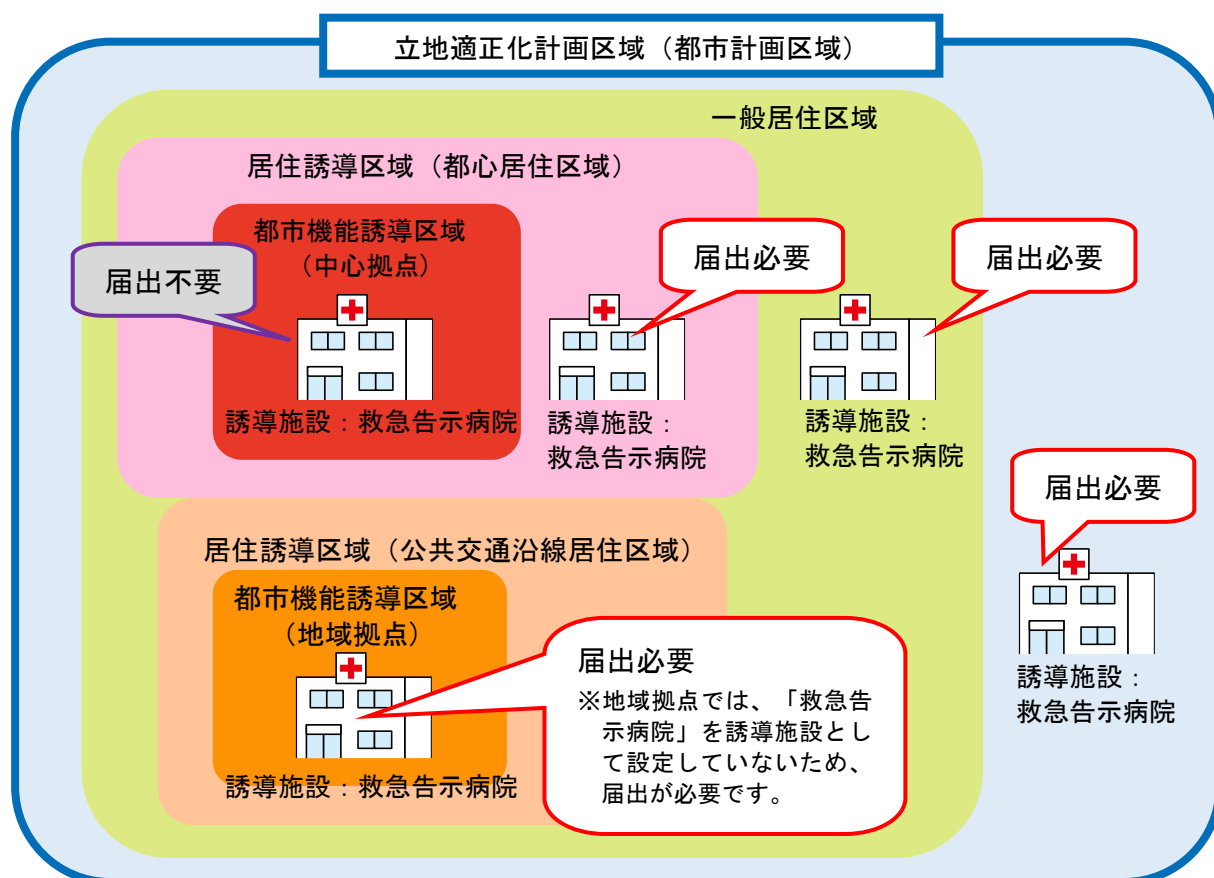 立地適正化計画区域（都市計画区域）
一般居住区域
居住誘導区域（都心居住区域）
都市機能誘導区域
（中心拠点）
届出不要
届出必要
届出必要
誘導施設：救急告示病院
誘導施設：
救急告示病院
誘導施設：
救急告示病院
届出必要
誘導施設：
救急告示病院
居住誘導区域（公共交通沿線居住区域）
都市機能誘導区域
（地域拠点）
届出必要
※地域拠点では、「救急告
示病院」を誘導施設とし
て設定していないため、
届出が必要です。
誘導施設：救急告示病院